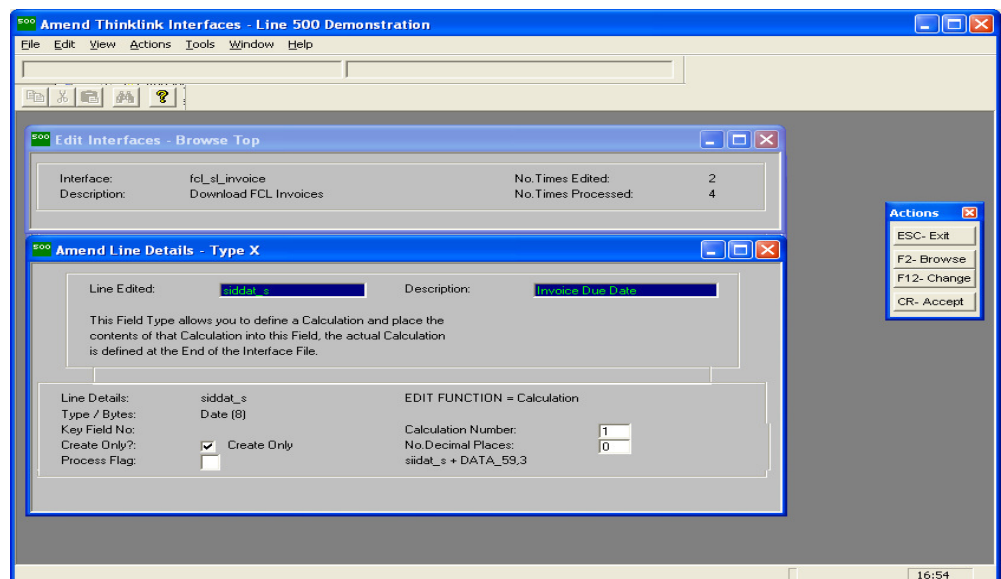 500 Amend Thinklink Interfaces - Line 500 Demonstration
File Edit View Actions Tools Window Help
?
500 Edit Interfaces - Browse Top
Interface: fcl_sl_invoice No.Times Edited: 2
Description: Download FCL Invoices No.Times Processed: 4
Actions
ESC- Exit
F2- Browse
F12- Change
CR- Accept
500 Amend Line Details - Type X
Line Edited: siddat_s Description: Invoice Due Date
This Field Type allows you to define a Calculation and place the
contents of that Calculation into this Field, the actual Calculation
is defined at the End of the Interface File.
Line Details: siddat_s EDIT FUNCTION = Calculation
Type / Bytes: Date (8)
Key Field No: Calculation Number: 1
Create Only?: Create Only No.Decimal Places: 0
Process Flag: siidat_s + DATA_59,3
16:54